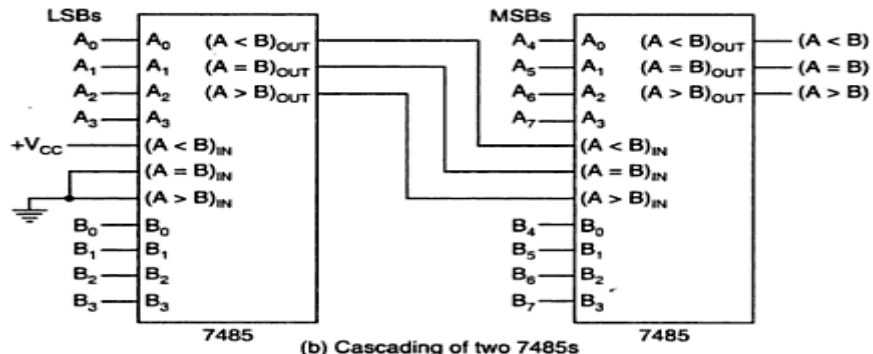 LSBs MSBs
A₀ A₀ (A < B)OUT A₄ A₀ (A < B)OUT (A < B)
A₁ A₁ (A = B)OUT A₅ A₁ (A = B)OUT (A = B)
A₂ A₂ (A > B)OUT A₆ A₂ (A > B)OUT (A > B)
A₃ A₃ A₇ A₃
+VCC (A < B)IN (A < B)IN
(A = B)IN (A = B)IN
(A > B)IN (A > B)IN
B₀ B₀ B₄ B₀
B₁ B₁ B₅ B₁
B₂ B₂ B₆ B₂
B₃ B₃ B₇ B₃
7485 7485
(b) Cascading of two 7485s